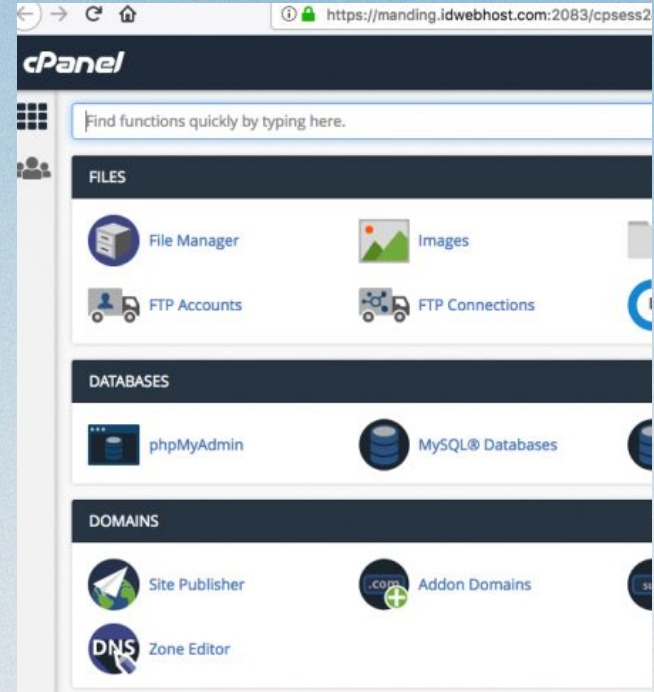 https://manding.idwebhost.com:2083/cpsess2
cPanel
Find functions quickly by typing here.
FILES
File Manager
Images
FTP Accounts
FTP Connections
DATABASES
phpMyAdmin
MySQL® Databases
DOMAINS
Site Publisher
.com
Addon Domains
su
DNS
Zone Editor